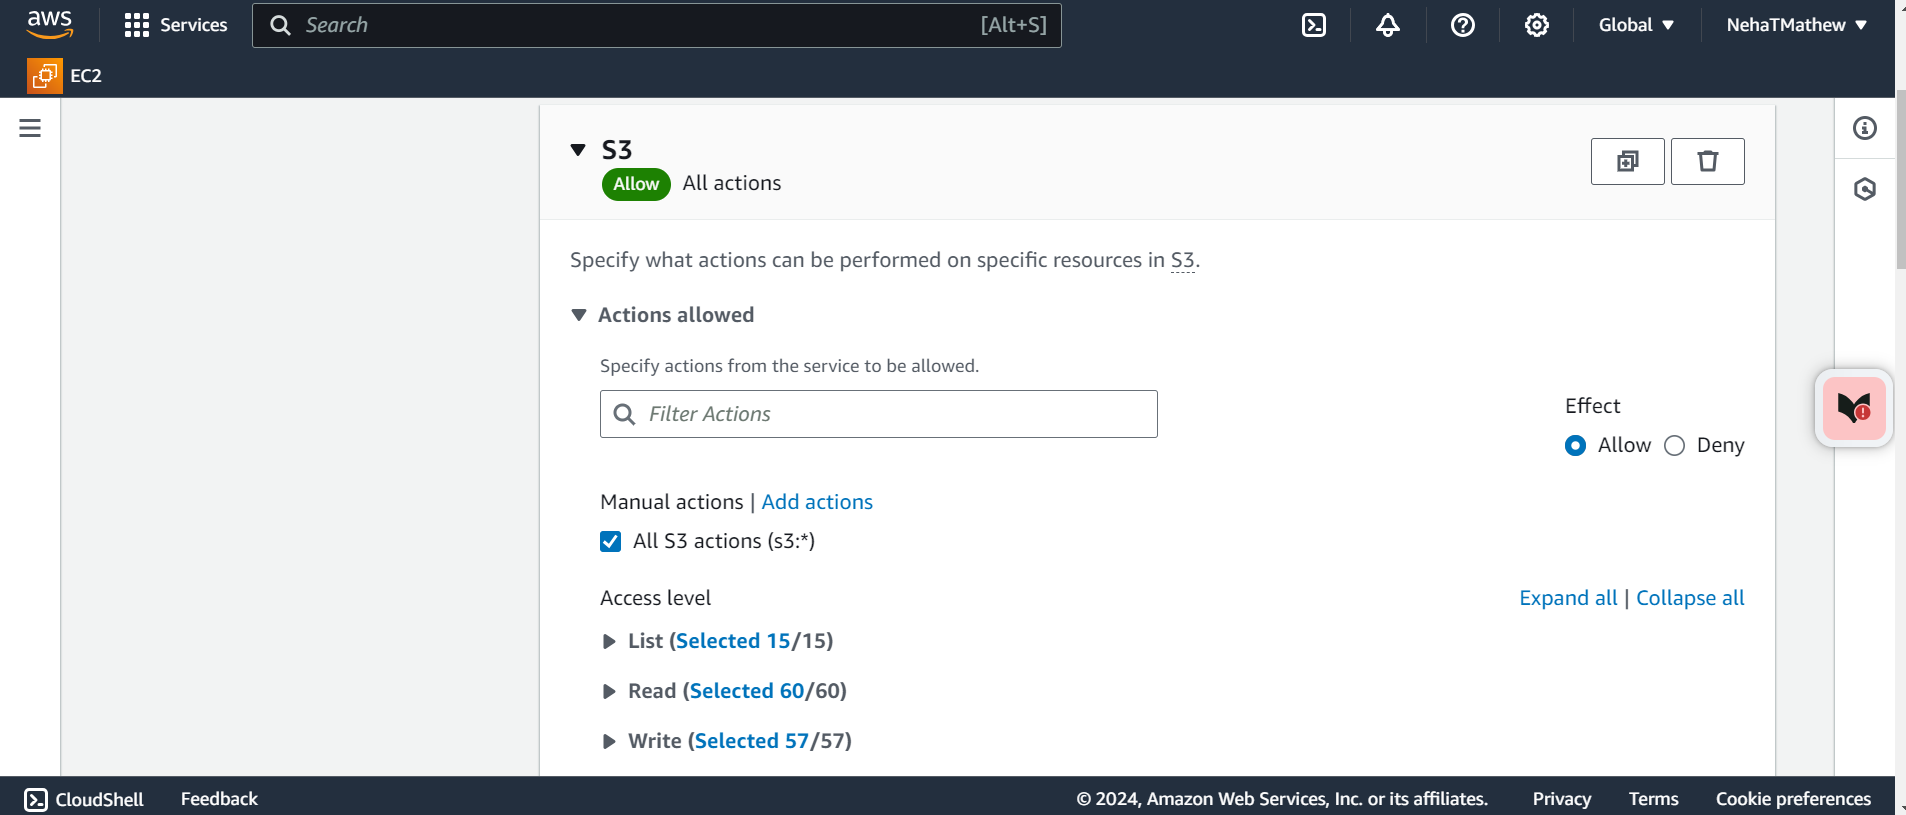 aws
Services
Search
[Alt+S]
Global
NehaTMathew
EC2
S3
Allow All actions
Specify what actions can be performed on specific resources in S3.
Actions allowed
Specify actions from the service to be allowed.
Filter Actions
Effect
Allow Deny
Manual actions | Add actions
All S3 actions (s3:*)
Access level
Expand all | Collapse all
List (Selected 15/15)
Read (Selected 60/60)
Write (Selected 57/57)
CloudShell Feedback © 2024, Amazon Web Services, Inc. or its affiliates. Privacy Terms Cookie preferences